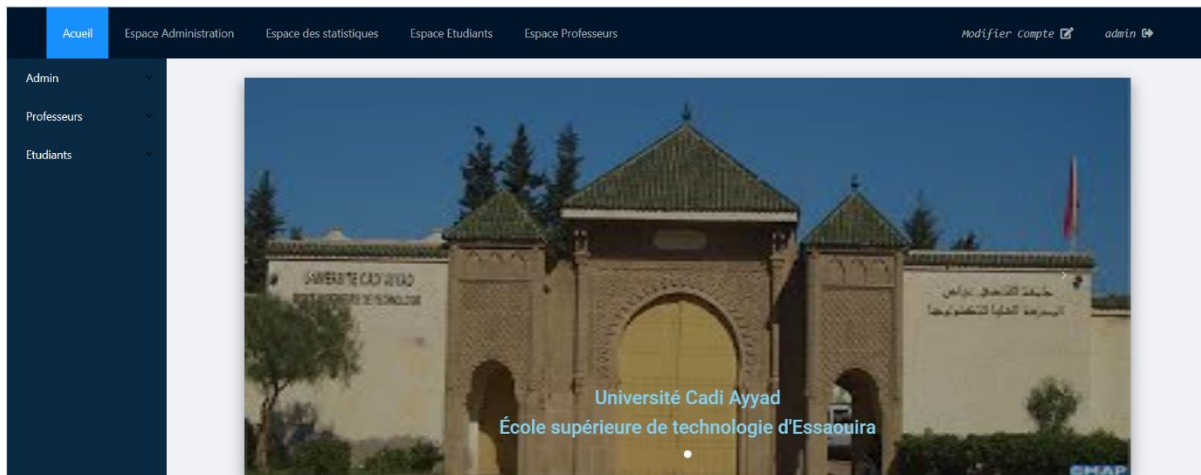 Acueil Espace Administration Espace des statistiques Espace Etudiants Espace Professeurs Modifier Compte admin
Admin
Professeurs
Etudiants
UNIVERSITE CADI AYYAD
Université Cadi Ayyad
École supérieure de technologie d'Essaouira